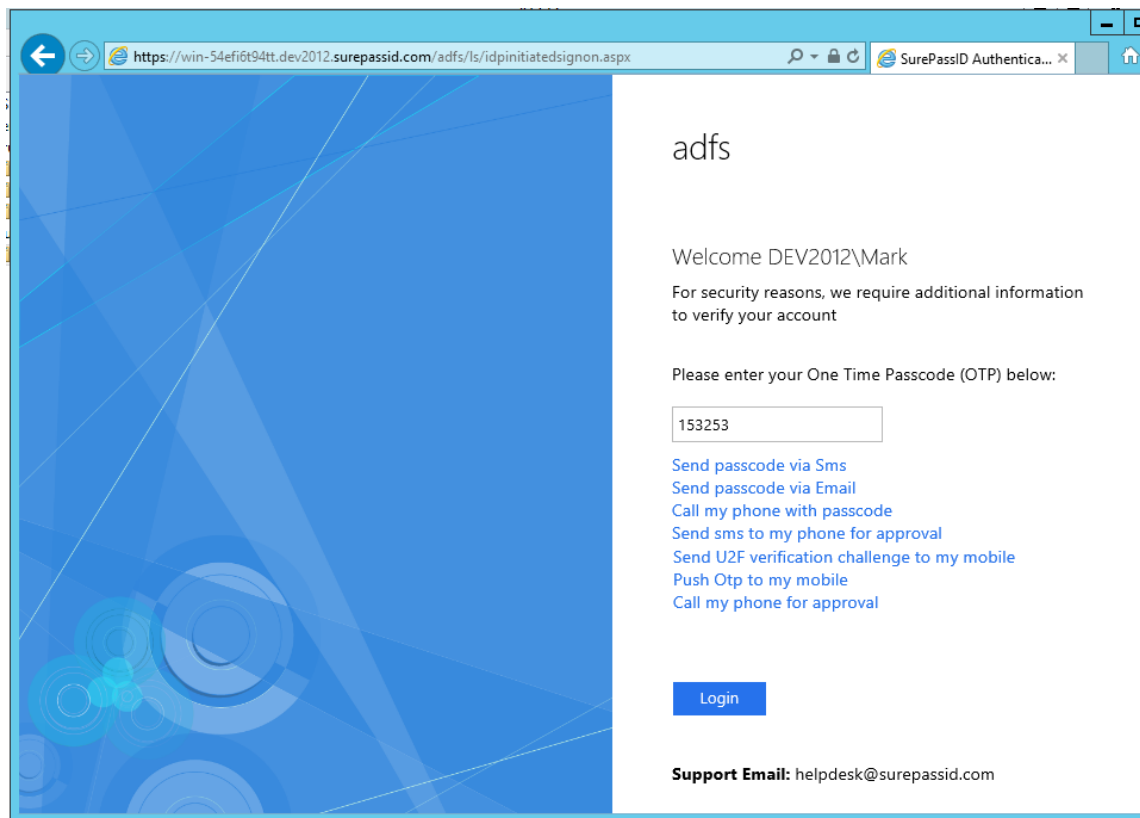 https://win-54efi6t94tt.dev2012.surepassid.com/adfs/ls/idpinitiatedsignon.aspx
SurePassID Authentica...
adfs
Welcome DEV2012\Mark
For security reasons, we require additional information
to verify your account
Please enter your One Time Passcode (OTP) below:
153253
Send passcode via Sms
Send passcode via Email
Call my phone with passcode
Send sms to my phone for approval
Send U2F verification challenge to my mobile
Push Otp to my mobile
Call my phone for approval
Login
Support Email: helpdesk@surepassid.com